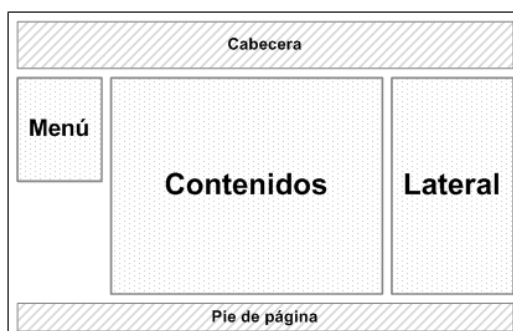 Cabecera
Menú
Contenidos
Lateral
Pie de página